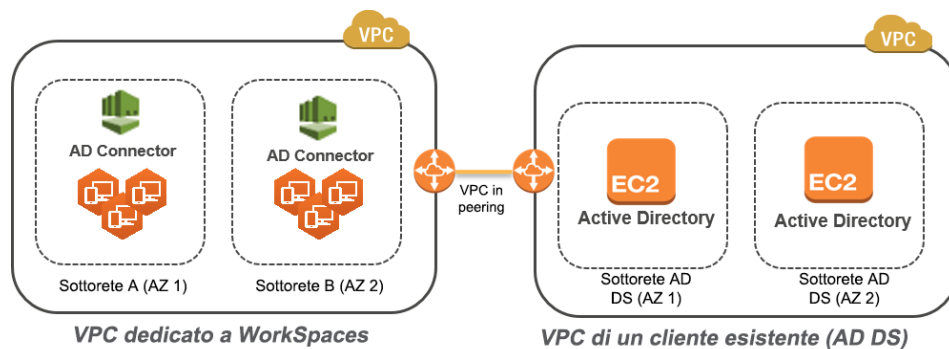 VPC
VPC
AD Connector
AD Connector
EC2
Active Directory
EC2
Active Directory
VPC in
peering
Sottorete A (AZ 1)
Sottorete B (AZ 2)
Sottorete AD
DS (AZ 1)
Sottorete AD
DS (AZ 2)
VPC dedicato a WorkSpaces
VPC di un cliente esistente (AD DS)